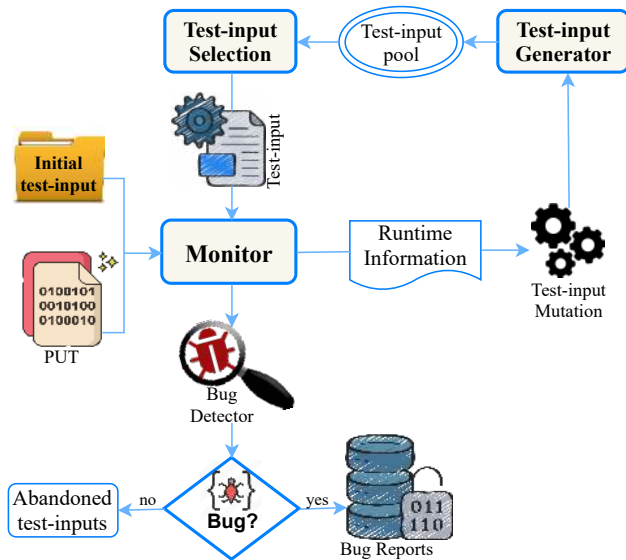 Test-input
Selection
Test-input
pool
Test-input
Generator
Initial
test-input
Test-input
Monitor
Runtime
Information
Test-input
Mutation
0100101
0010100
0100010
PUT
Bug
Detector
Abandoned
test-inputs
no
Bug?
yes
011
110
Bug Reports